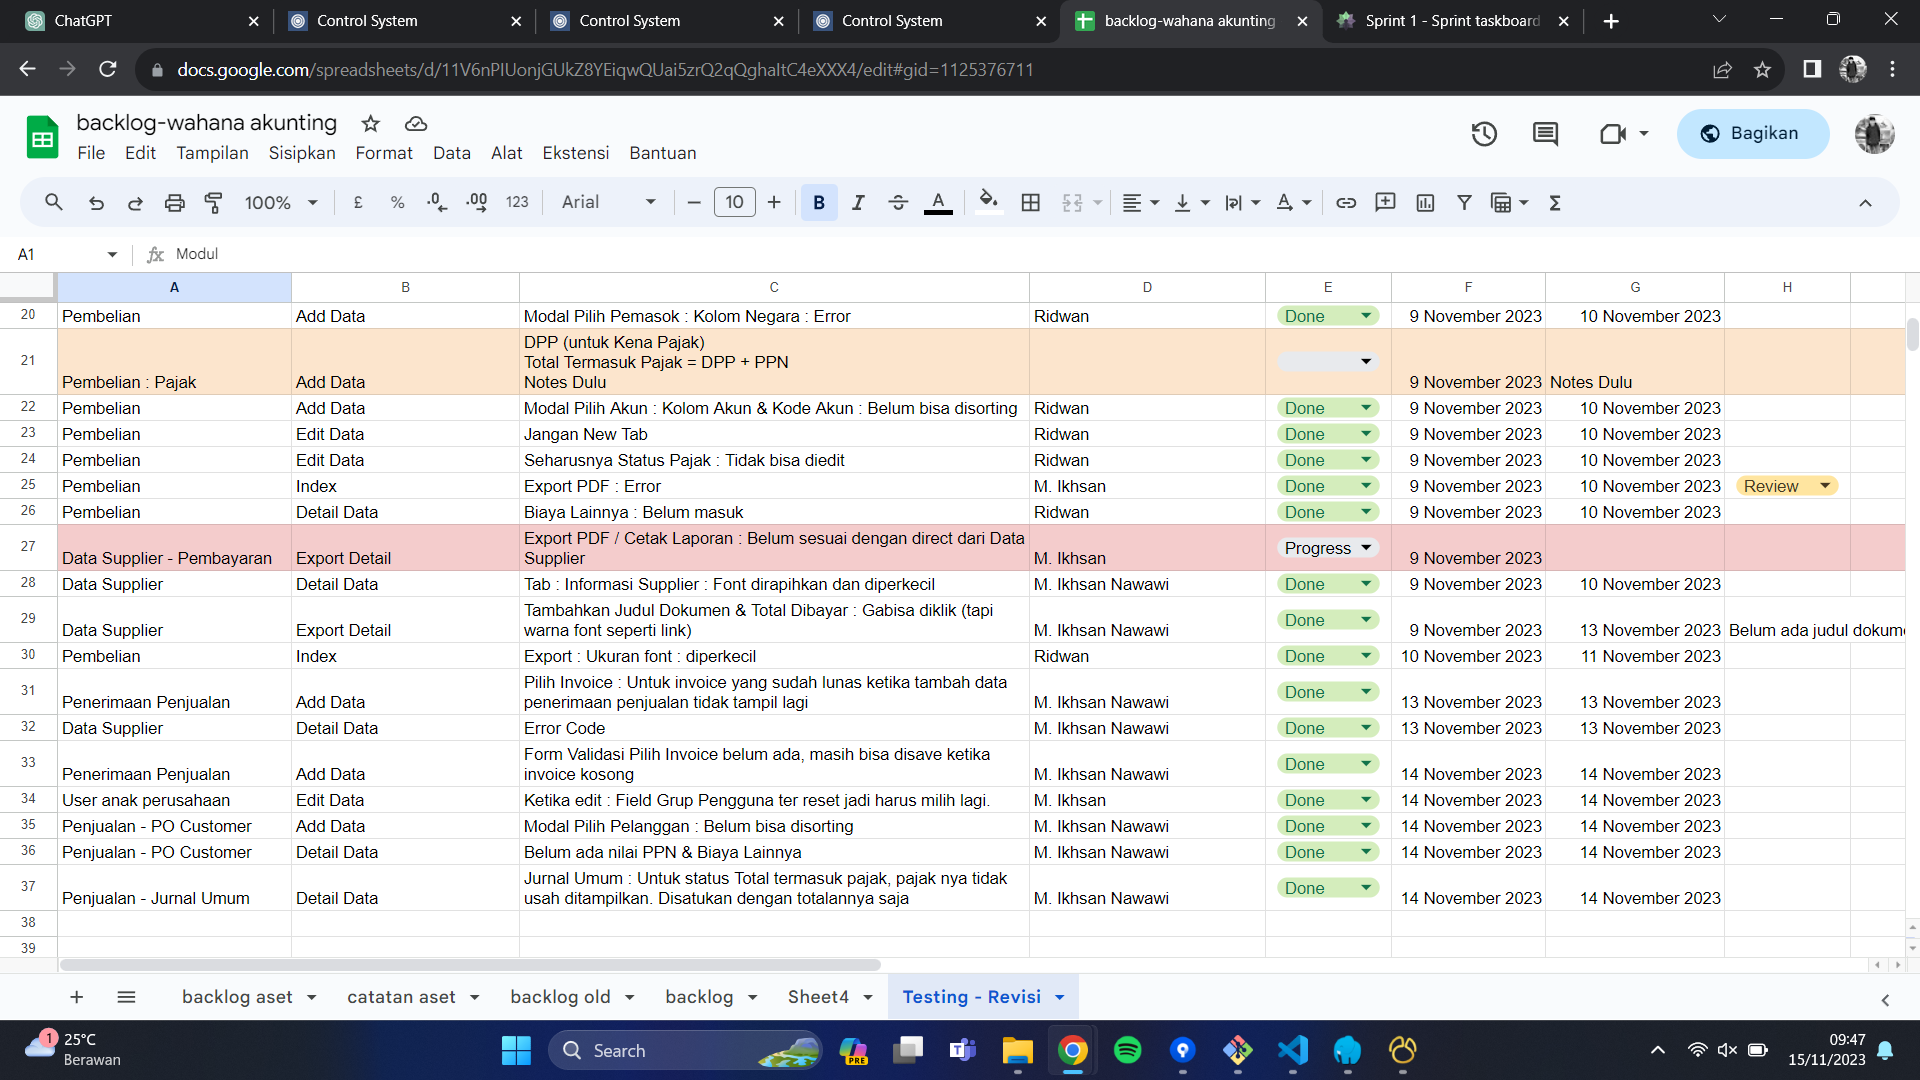 ChatGPT
Control System
Control System
Control System
backlog-wahana akunting
Sprint 1 - Sprint taskboard
docs.google.com/spreadsheets/d/11V6nPIUonjGUkZ8YEiqwQUai5zrQ2qQghaItC4eXXX4/edit#gid=1125376711
backlog-wahana akunting
File Edit Tampilan Sisipkan Format Data Alat Ekstensi Bantuan
Bagikan
100% £ % .0 .00 123 Arial 10 B I S A A Σ
A1 fx Modul
A B C D E F G H
20 Pembelian Add Data Modal Pilih Pemasok : Kolom Negara : Error Ridwan Done 9 November 2023 10 November 2023
DPP (untuk Kena Pajak)
Total Termasuk Pajak = DPP + PPN
21 Pembelian : Pajak Add Data Notes Dulu 9 November 2023 Notes Dulu
22 Pembelian Add Data Modal Pilih Akun : Kolom Akun & Kode Akun : Belum bisa disorting Ridwan Done 9 November 2023 10 November 2023
23 Pembelian Edit Data Jangan New Tab Ridwan Done 9 November 2023 10 November 2023
24 Pembelian Edit Data Seharusnya Status Pajak : Tidak bisa diedit Ridwan Done 9 November 2023 10 November 2023
25 Pembelian Index Export PDF : Error M. Ikhsan Done 9 November 2023 10 November 2023 Review
26 Pembelian Detail Data Biaya Lainnya : Belum masuk Ridwan Done 9 November 2023 10 November 2023
Export PDF / Cetak Laporan : Belum sesuai dengan direct dari Data
27 Data Supplier - Pembayaran Export Detail Supplier M. Ikhsan Progress 9 November 2023
28 Data Supplier Detail Data Tab : Informasi Supplier : Font dirapihkan dan diperkecil M. Ikhsan Nawawi Done 9 November 2023 10 November 2023
Tambahkan Judul Dokumen & Total Dibayar : Gabisa diklik (tapi
29 Data Supplier Export Detail warna font seperti link) M. Ikhsan Nawawi Done 9 November 2023 13 November 2023 Belum ada judul dokume
30 Pembelian Index Export : Ukuran font : diperkecil Ridwan Done 10 November 2023 11 November 2023
Pilih Invoice : Untuk invoice yang sudah lunas ketika tambah data
31 Penerimaan Penjualan Add Data penerimaan penjualan tidak tampil lagi M. Ikhsan Nawawi Done 13 November 2023 13 November 2023
32 Data Supplier Detail Data Error Code M. Ikhsan Nawawi Done 13 November 2023 13 November 2023
Form Validasi Pilih Invoice belum ada, masih bisa disave ketika
33 Penerimaan Penjualan Add Data invoice kosong M. Ikhsan Nawawi Done 14 November 2023 14 November 2023
34 User anak perusahaan Edit Data Ketika edit : Field Grup Pengguna ter reset jadi harus milih lagi. M. Ikhsan Done 14 November 2023 14 November 2023
35 Penjualan - PO Customer Add Data Modal Pilih Pelanggan : Belum bisa disorting M. Ikhsan Nawawi Done 14 November 2023 14 November 2023
36 Penjualan - PO Customer Detail Data Belum ada nilai PPN & Biaya Lainnya M. Ikhsan Nawawi Done 14 November 2023 14 November 2023
Jurnal Umum : Untuk status Total termasuk pajak, pajak nya tidak
37 Penjualan - Jurnal Umum Detail Data usah ditampilkan. Disatukan dengan totalannya saja M. Ikhsan Nawawi Done 14 November 2023 14 November 2023
38
39
backlog aset catatan aset backlog old backlog Sheet4 Testing - Revisi
1 25°C
Berawan
Search
PRE
09:47
15/11/2023